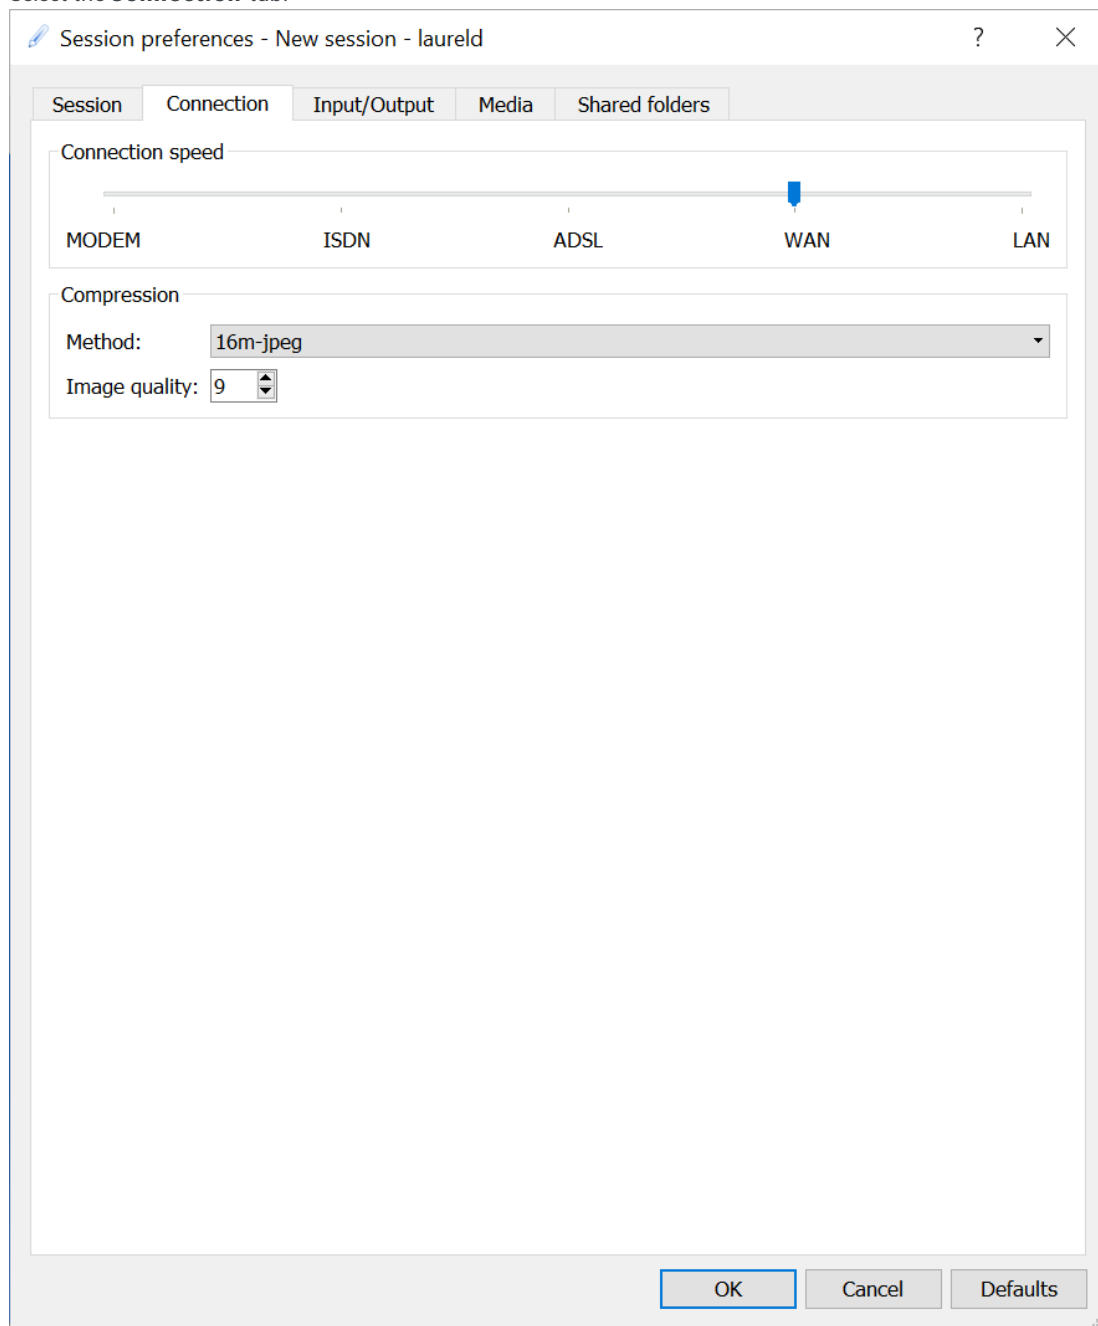 Session preferences - New session - laureld
?
Session Connection Input/Output Media Shared folders
Connection speed
MODEM ISDN ADSL WAN LAN
Compression
Method: 16m-jpeg
Image quality: 9
OK Cancel Defaults